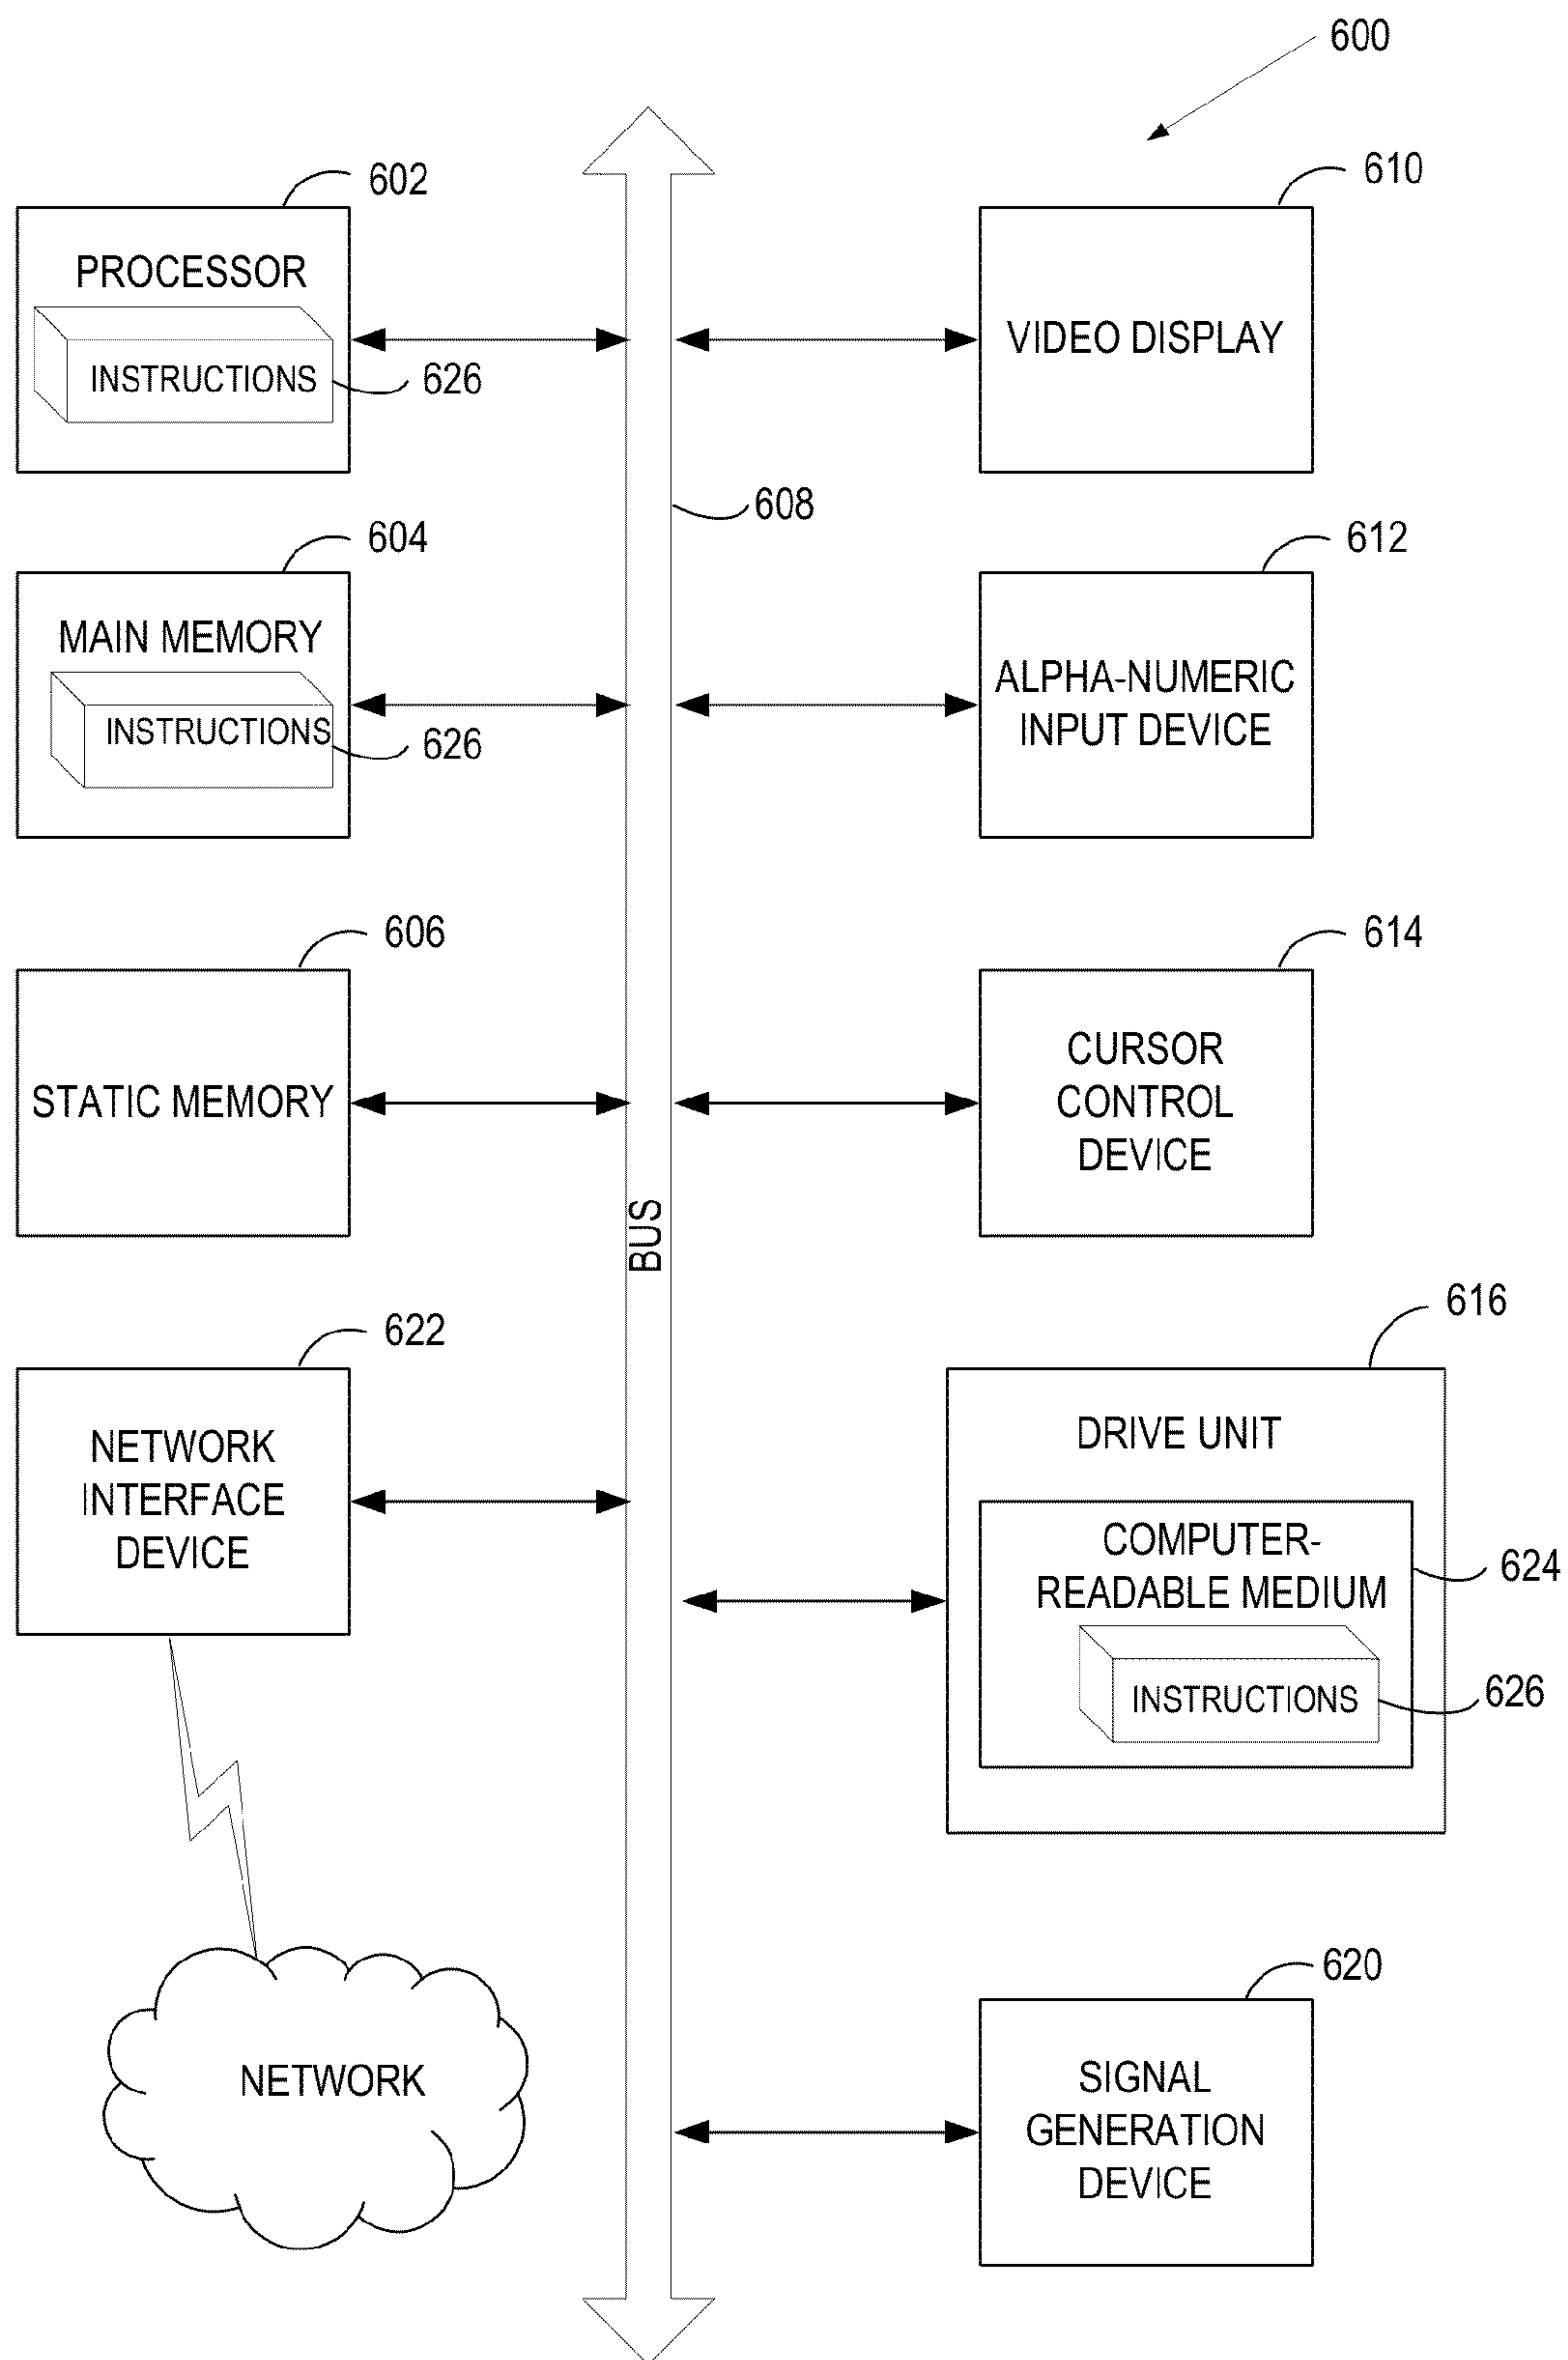 600
602
PROCESSOR
INSTRUCTIONS
626
610
VIDEO DISPLAY
608
604
MAIN MEMORY
INSTRUCTIONS
626
612
ALPHA-NUMERIC
INPUT DEVICE
606
STATIC MEMORY
614
CURSOR
CONTROL
DEVICE
BUS
622
NETWORK
INTERFACE
DEVICE
616
DRIVE UNIT
COMPUTER-
READABLE MEDIUM
624
INSTRUCTIONS
626
NETWORK
620
SIGNAL
GENERATION
DEVICE